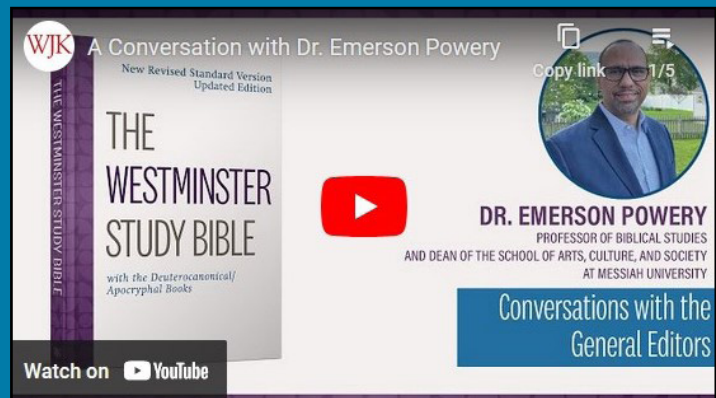 WJK A Conversation with Dr. Emerson Powery
Copy link
1/5
New Revised Standard Version
Updated Edition
THE WESTMINSTER STUDY BIBLE
THE
WESTMINSTER
STUDY BIBLE
with the Deuterocanonical/
Apocryphal Books
DR. EMERSON POWERY
PROFESSOR OF BIBLICAL STUDIES
AND DEAN OF THE SCHOOL OF ARTS, CULTURE, AND SOCIETY
AT MESSIAH UNIVERSITY
Conversations with the
General Editors
Watch on YouTube